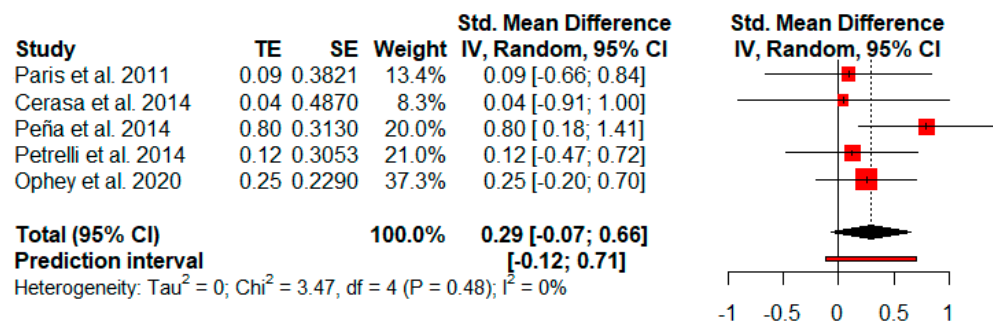 Std. Mean Difference Std. Mean Difference
Study TE SE Weight IV, Random, 95% CI IV, Random, 95% CI
Paris et al. 2011 0.09 0.3821 13.4% 0.09 [-0.66; 0.84]
Cerasa et al. 2014 0.04 0.4870 8.3% 0.04 [-0.91; 1.00]
Peña et al. 2014 0.80 0.3130 20.0% 0.80 [ 0.18; 1.41]
Petrelli et al. 2014 0.12 0.3053 21.0% 0.12 [-0.47; 0.72]
Ophey et al. 2020 0.25 0.2290 37.3% 0.25 [-0.20; 0.70]
Total (95% CI) 100.0% 0.29 [-0.07; 0.66]
Prediction interval [-0.12; 0.71]
Heterogeneity: Tau² = 0; Chi² = 3.47, df = 4 (P = 0.48); I² = 0%
-1 -0.5 0 0.5 1